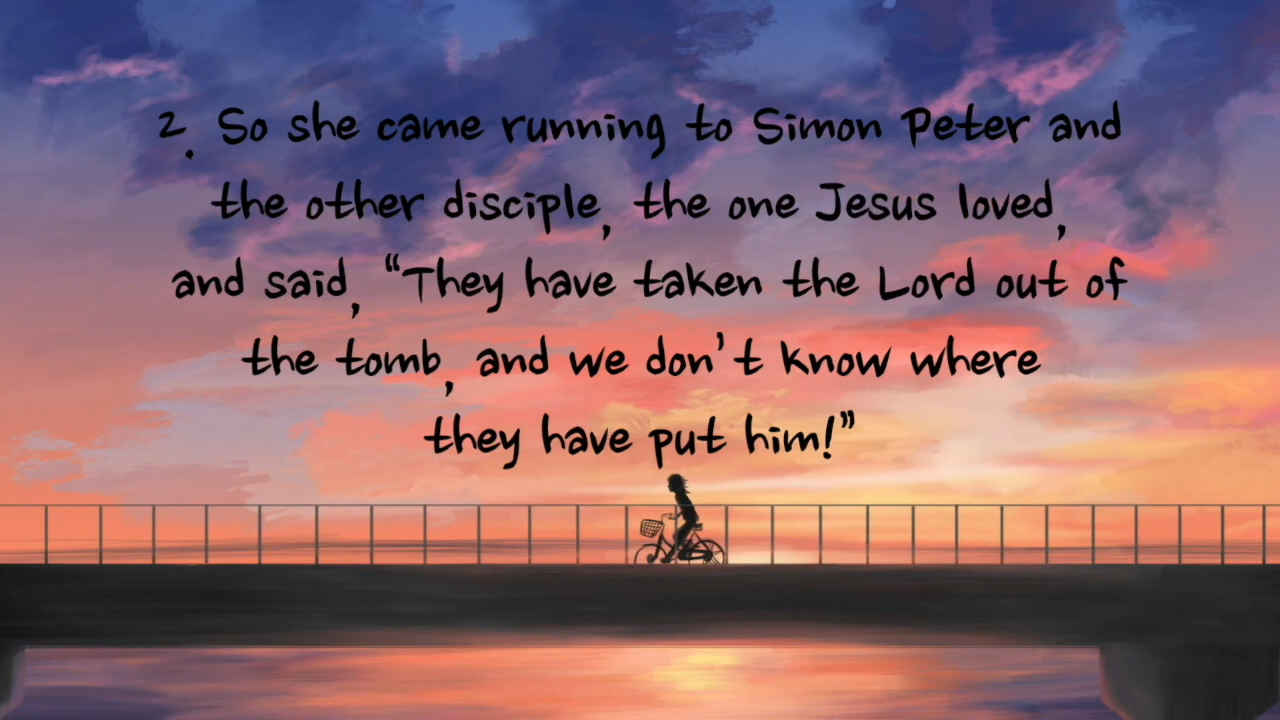 2. So she came running to Simon Peter and
the other disciple, the one Jesus loved,
and said, “They have taken the Lord out of
the tomb, and we don’t know where
they have put him!”